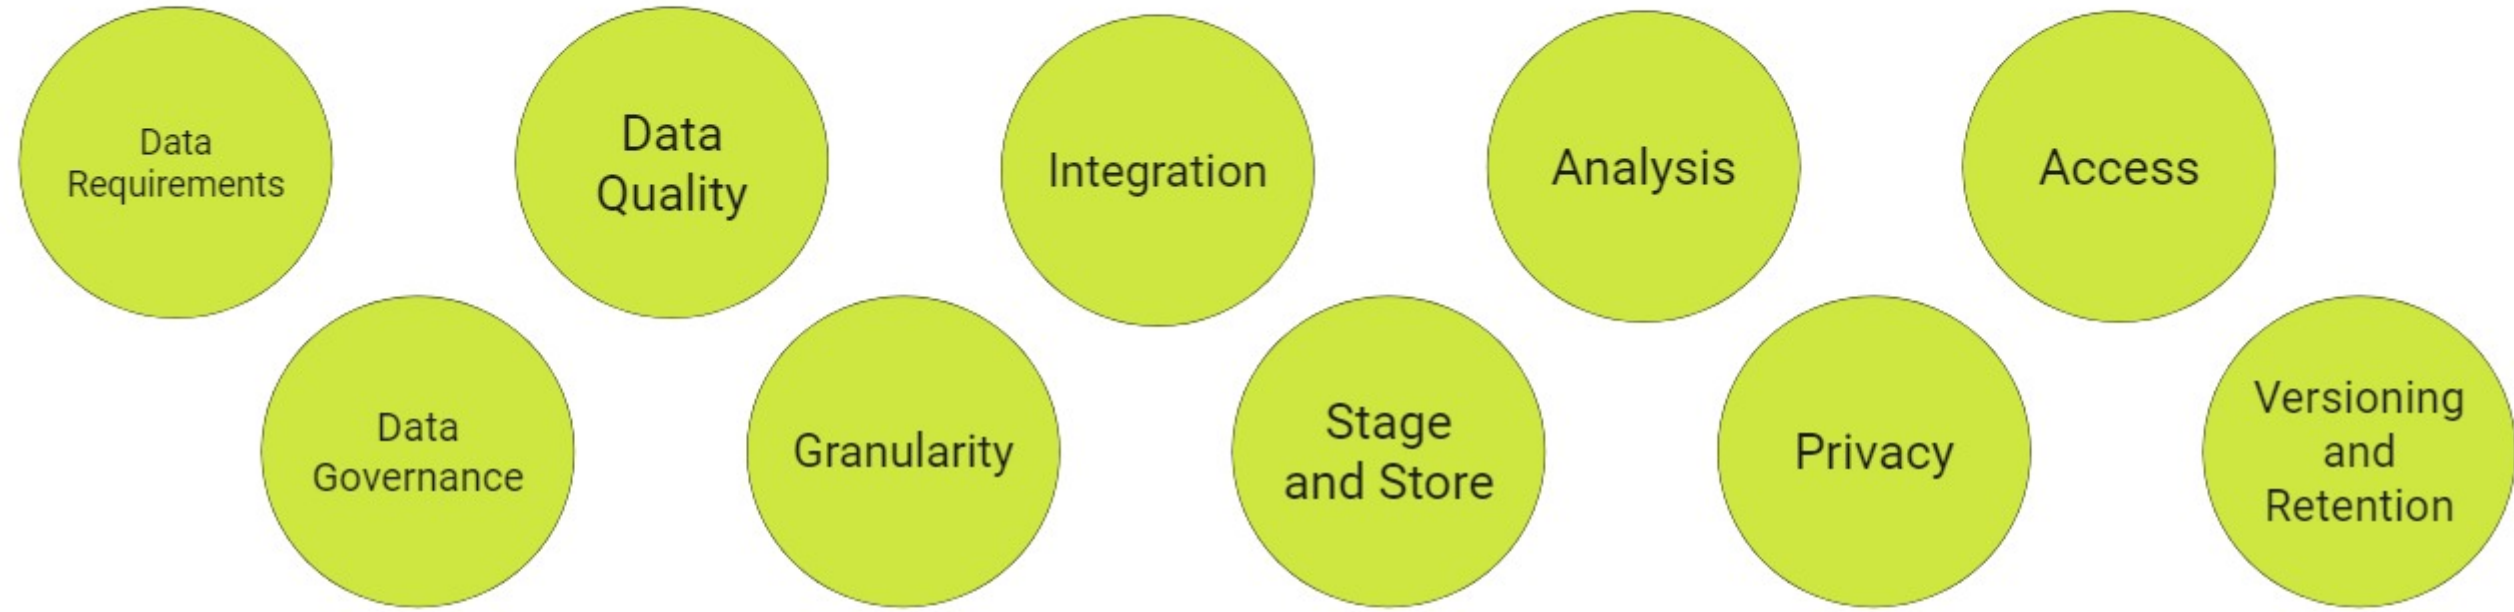 Data
Requirements
Data
Quality
Integration
Analysis
Access
Data
Governance
Granularity
Stage
and Store
Privacy
Versioning
and
Retention